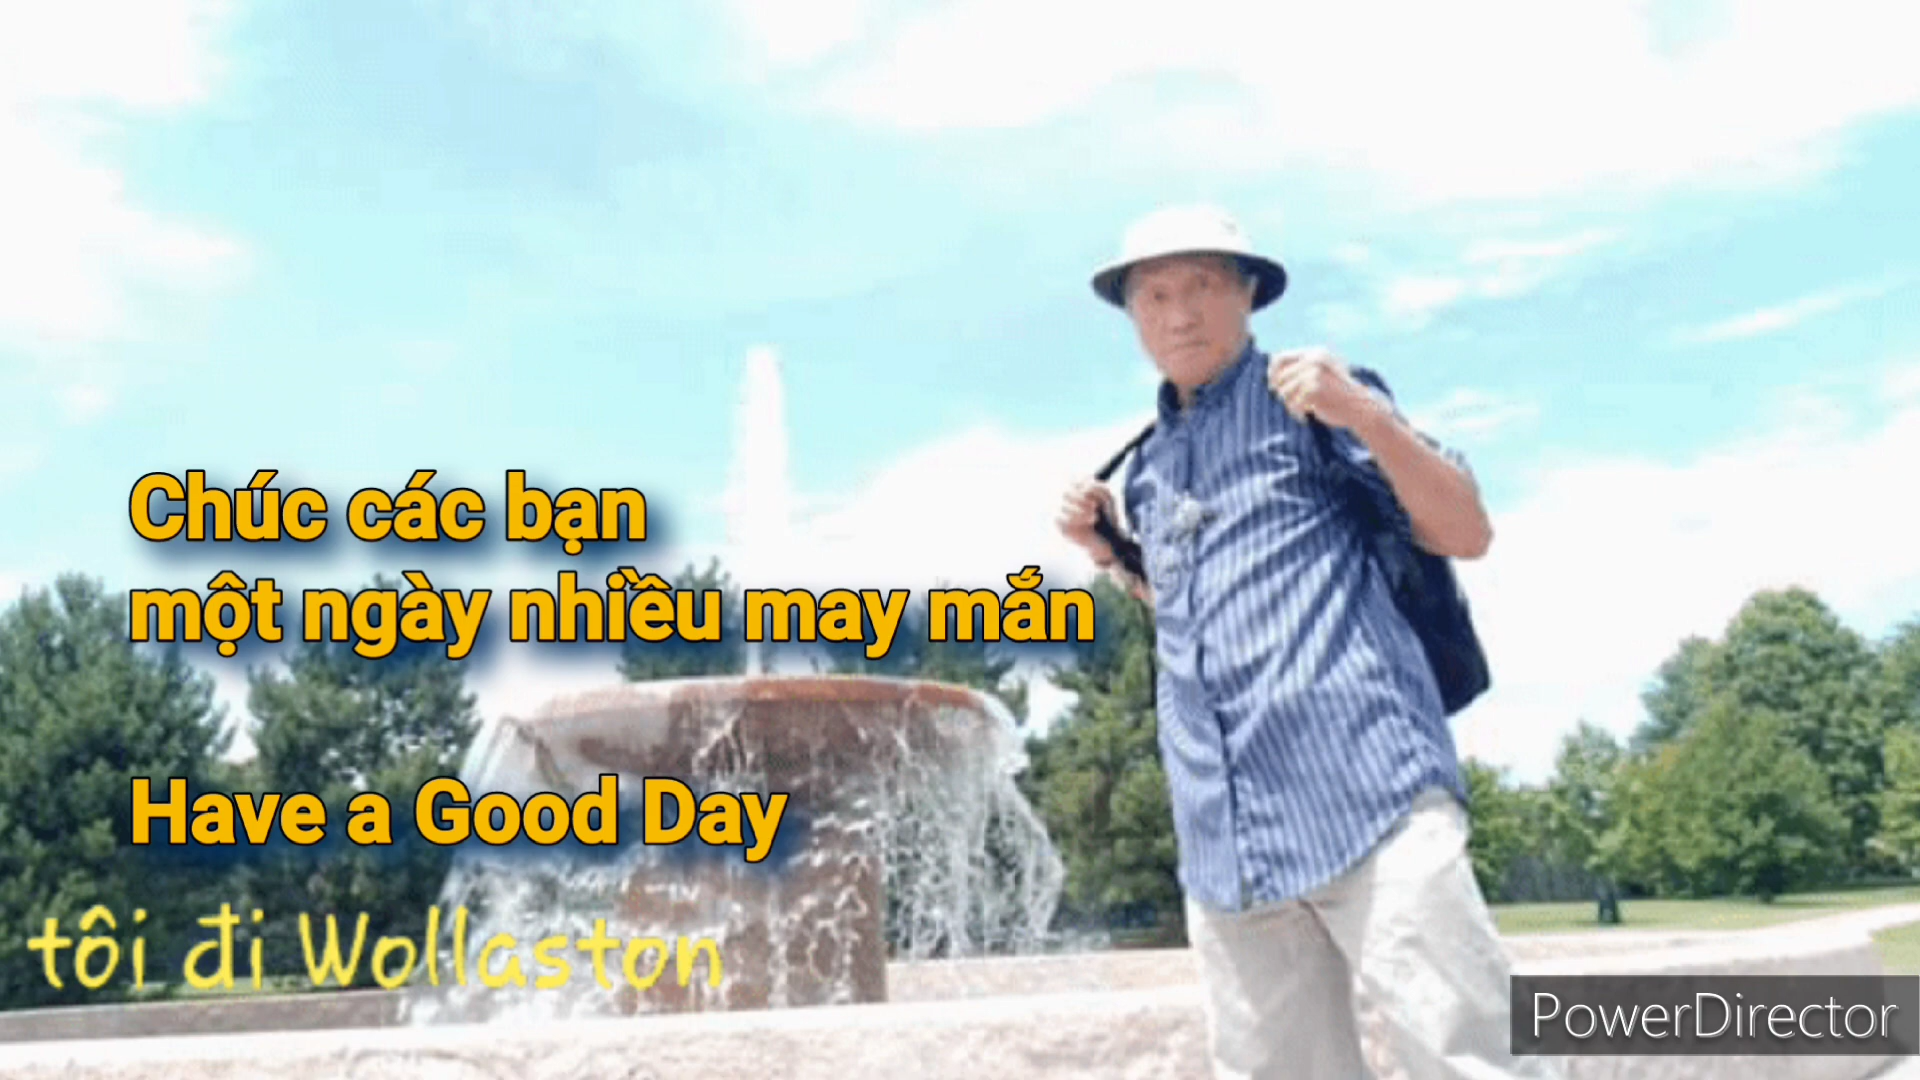 Chúc các bạn
một ngày nhiều may mắn
Have a Good Day
tôi đi Wollaston
PowerDirector